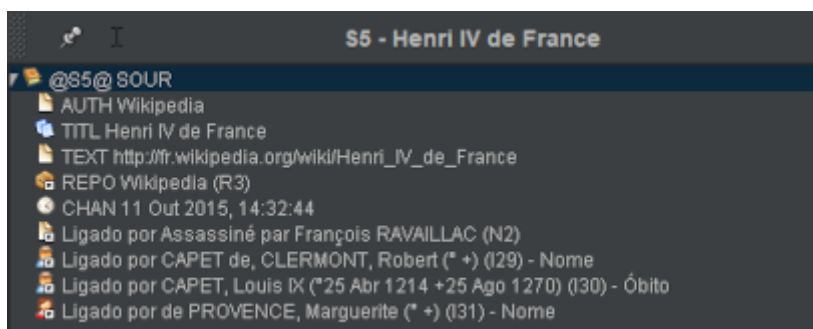 S5 - Henri IV de France
@S5@ SOUR
AUTH Wikipedia
TITL Henri IV de France
TEXT http://fr.wikipedia.org/wiki/Henri_IV_de_France
REPO Wikipedia (R3)
CHAN 11 Out 2015, 14:32:44
Ligado por Assassiné par François RAVAILLAC (N2)
Ligado por CAPET de, CLERMONT, Robert (* +) (I29) - Nome
Ligado por CAPET, Louis IX (*25 Abr 1214 +25 Ago 1270) (I30) - Óbito
Ligado por de PROVENCE, Marguerite (* +) (I31) - Nome